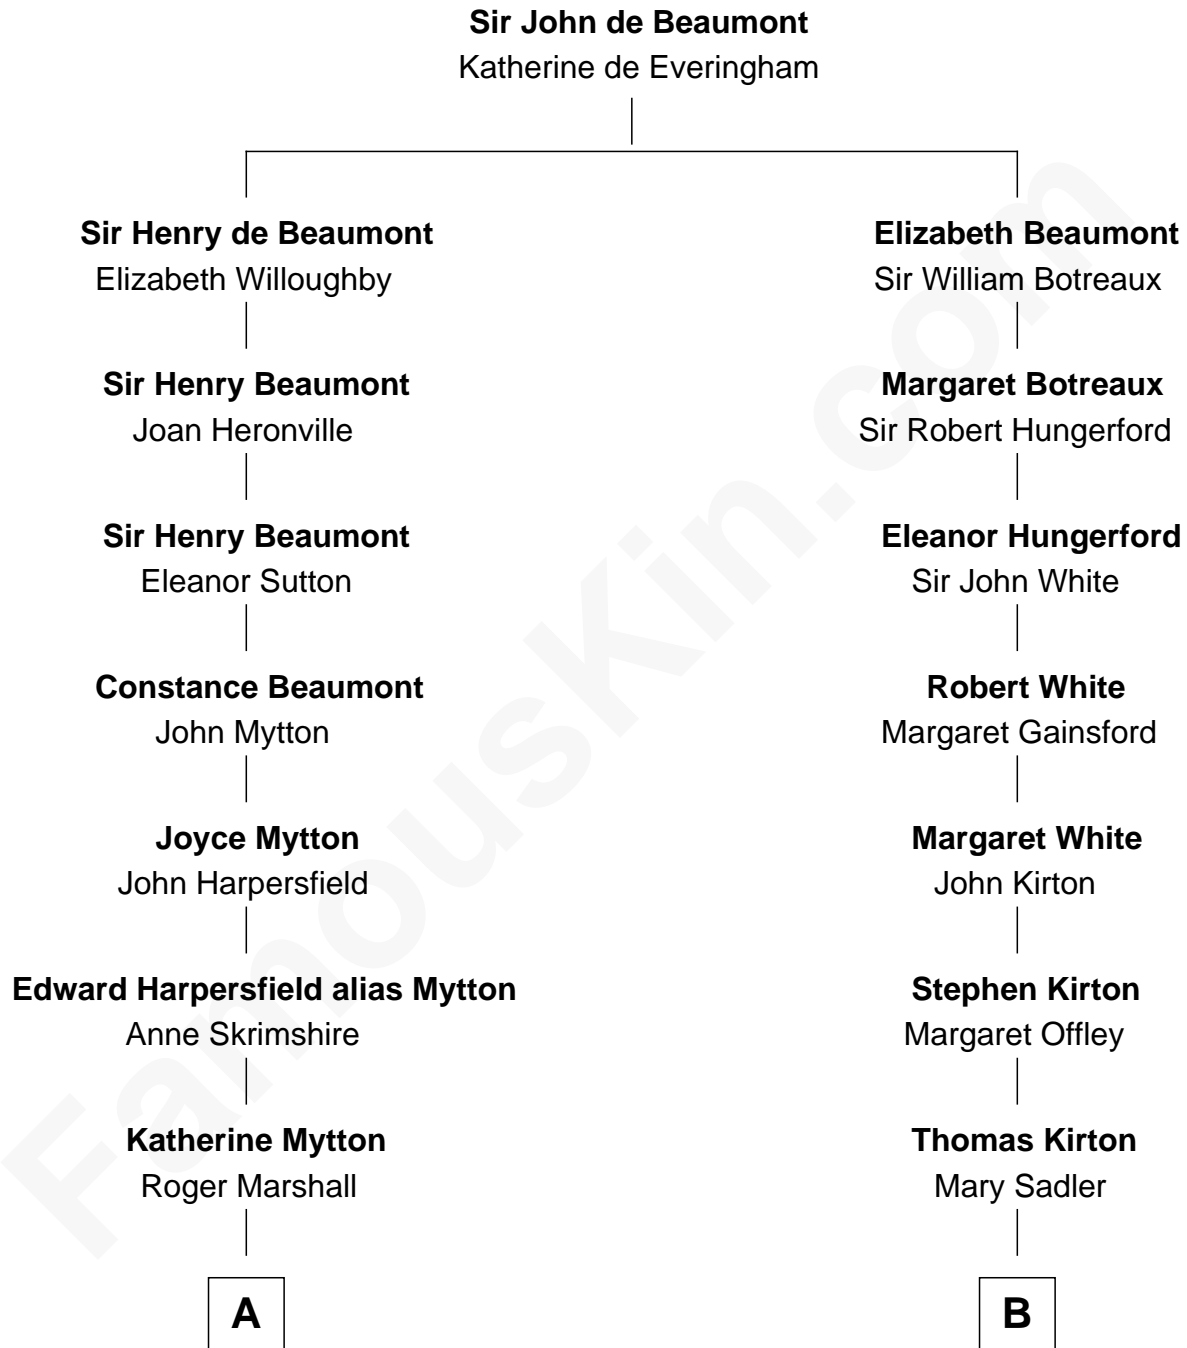 Sir John de Beaumont
Katherine de Everingham
Sir Henry de Beaumont
Elizabeth Willoughby
Sir Henry Beaumont
Joan Heronville
Sir Henry Beaumont
Eleanor Sutton
Constance Beaumont
John Mytton
Joyce Mytton
John Harpersfield
Edward Harpersfield alias Mytton
Anne Skrimshire
Katherine Mytton
Roger Marshall
A
Elizabeth Beaumont
Sir William Botreaux
Margaret Botreaux
Sir Robert Hungerford
Eleanor Hungerford
Sir John White
Robert White
Margaret Gainsford
Margaret White
John Kirton
Stephen Kirton
Margaret Offley
Thomas Kirton
Mary Sadler
B
FamousKin.com